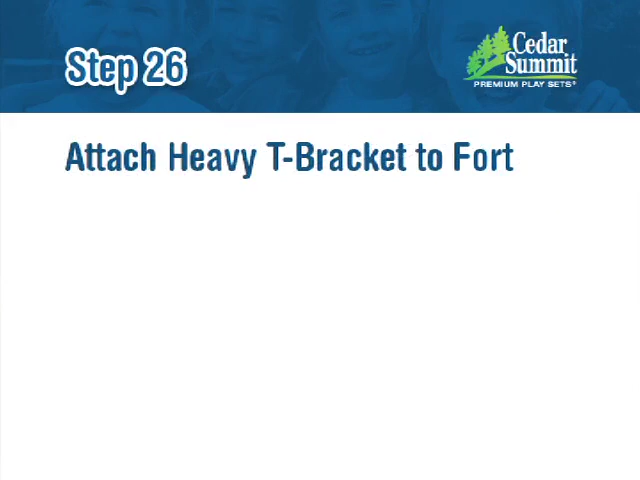 Step 26
Cedar
Summit
PREMIUM PLAY SETS®
Attach Heavy T-Bracket to Fort